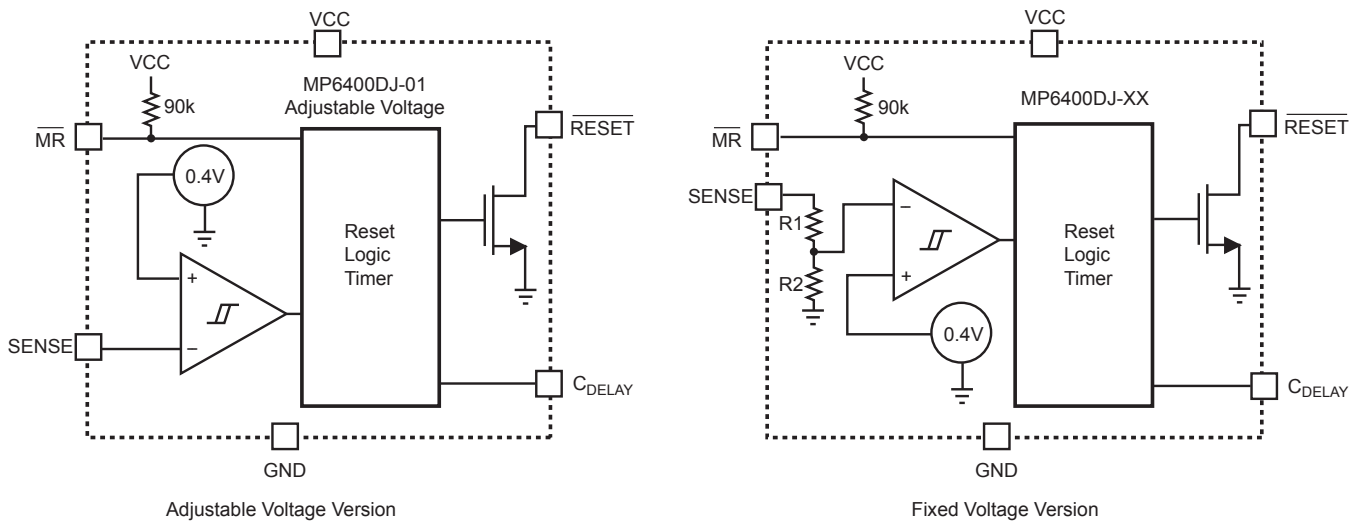 VCC
VCC
90k
MP6400DJ-01
Adjustable Voltage
MR
RESET
0.4V
Reset
Logic
Timer
+
–
SENSE
CDELAY
GND
Adjustable Voltage Version
VCC
VCC
90k
MP6400DJ-XX
MR
RESET
SENSE
R1
R2
–
+
0.4V
Reset
Logic
Timer
CDELAY
GND
Fixed Voltage Version